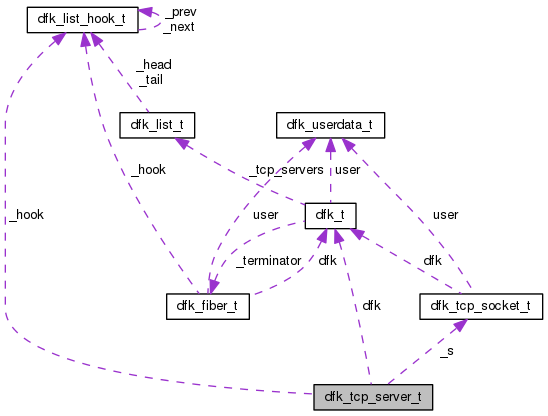 _prev
dfk_list_hook_t
_next
_head
_tail
dfk_list_t
dfk_userdata_t
_hook
_tcp_servers
user
_hook
user
dfk_t
user
_terminator
dfk
dfk
dfk_fiber_t
dfk
dfk_tcp_socket_t
_s
dfk_tcp_server_t